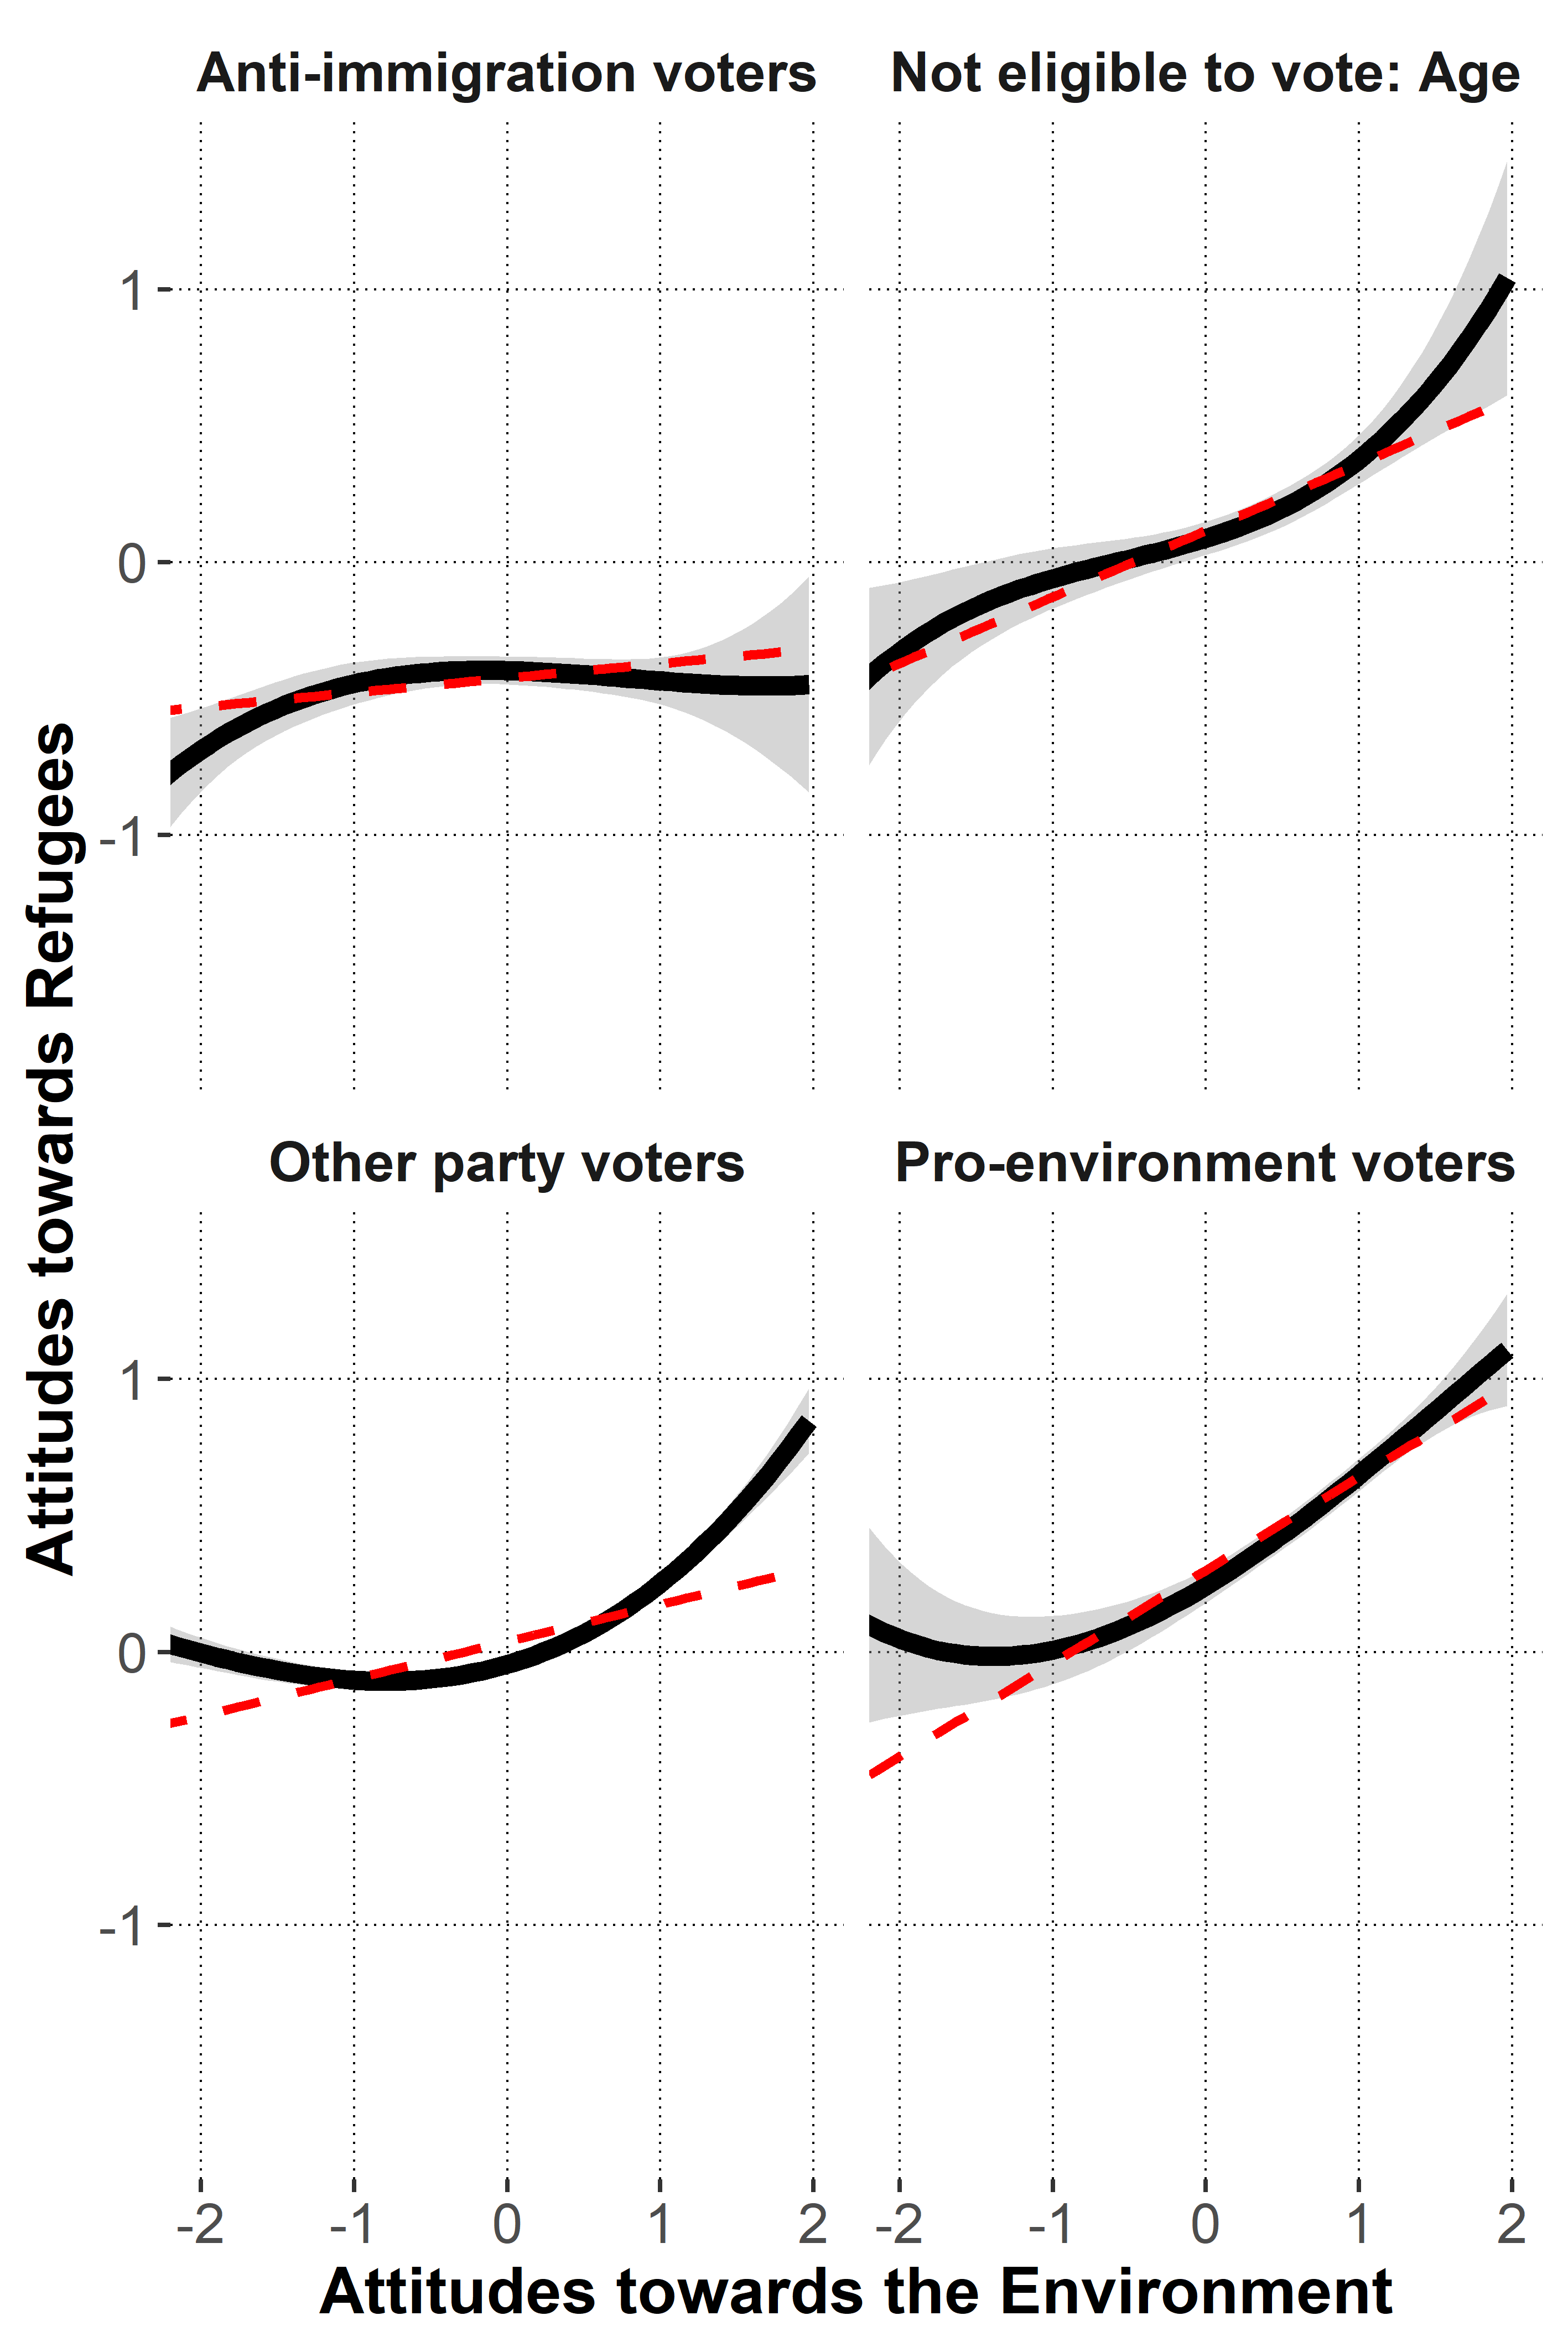 Anti-immigration voters
Not eligible to vote: Age
1
0
-1
Other party voters
Pro-environment voters
1
0
-1
-2 -1 0 1 2
-2 -1 0 1 2
Attitudes towards the Environment
Attitudes towards Refugees